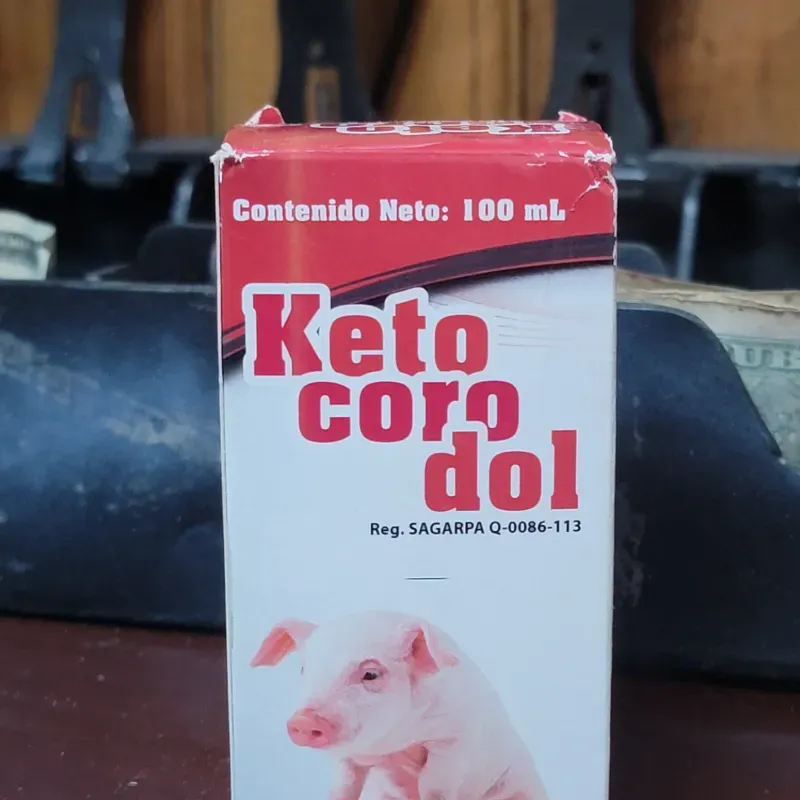 Contenido Neto: 100 mL
Keto
coro
dol
Reg. SAGARPA Q-0086-113